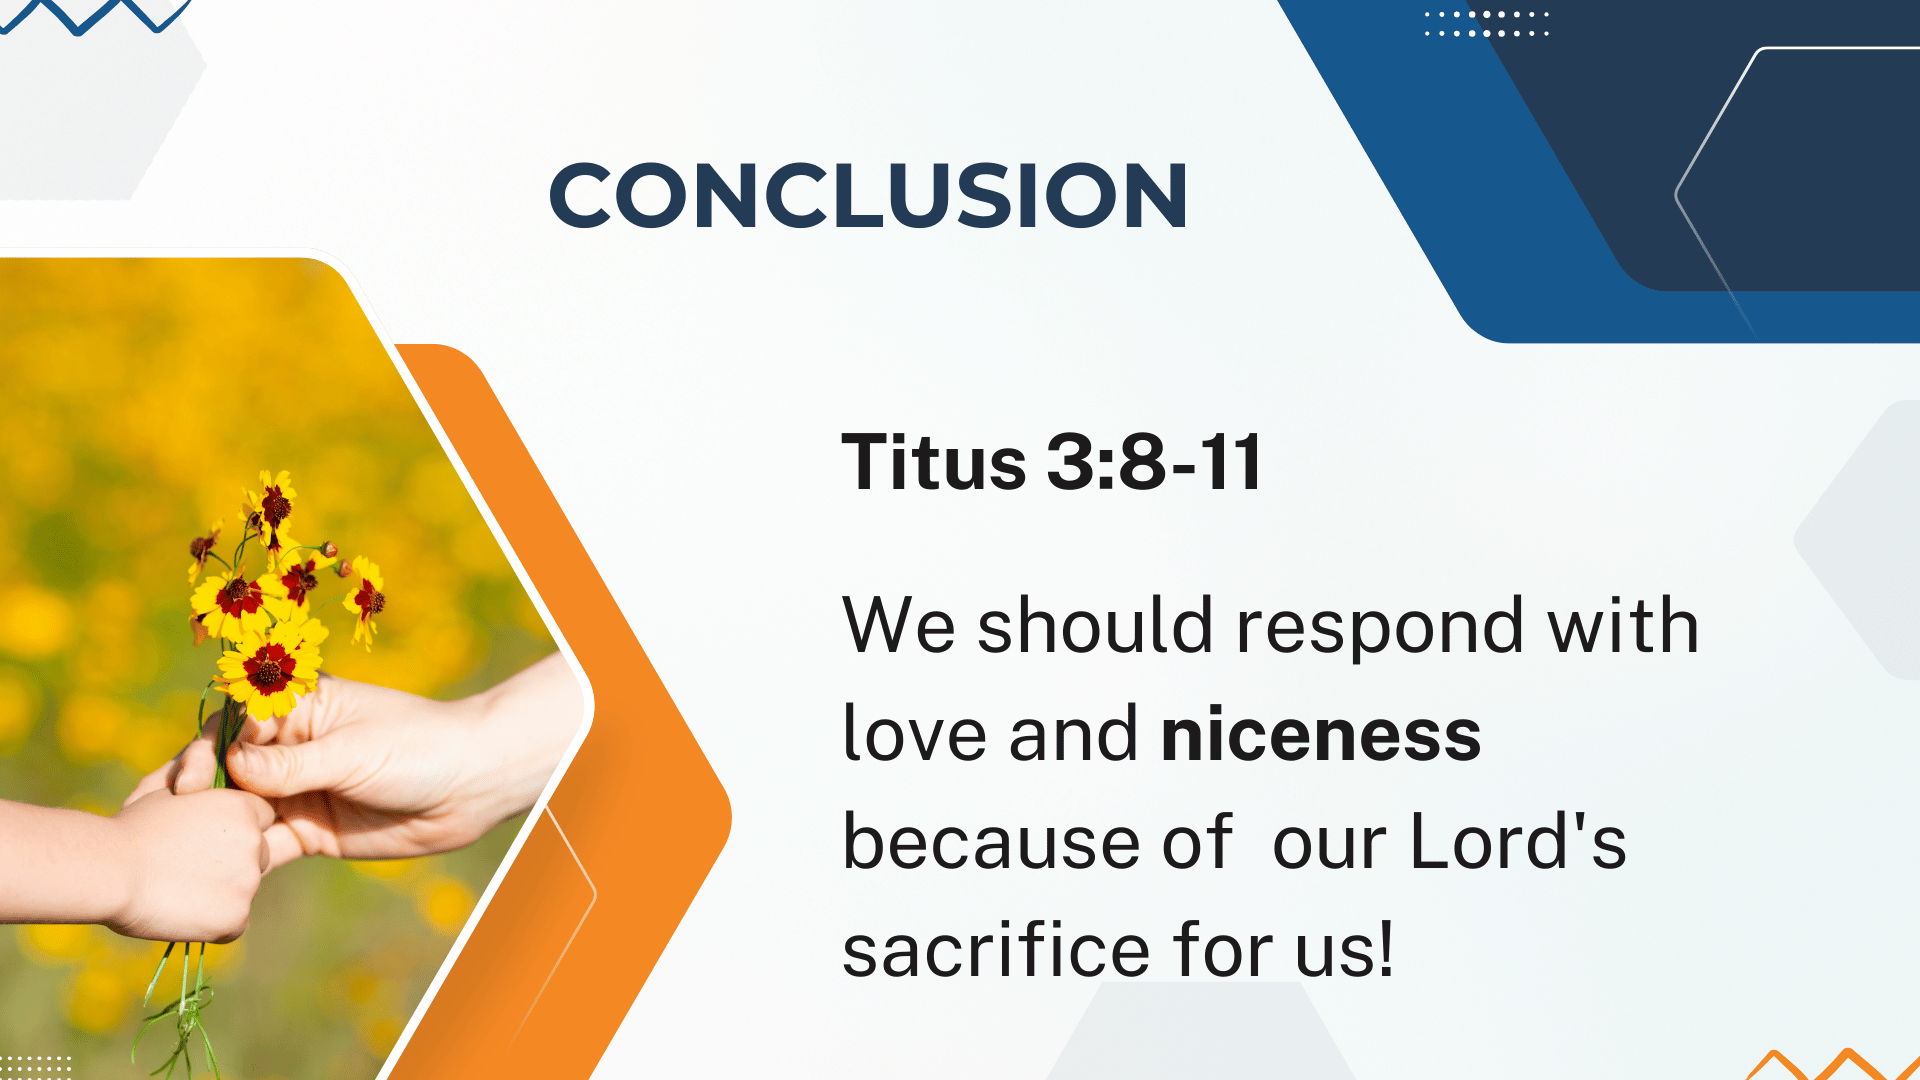 CONCLUSION
Titus 3:8-11
We should respond with
love and niceness
because of  our Lord's
sacrifice for us!